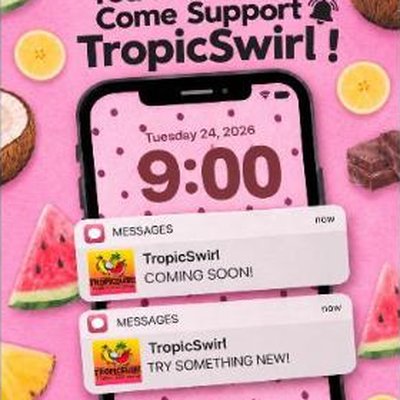 Come Support
TropicSwirl !
Tuesday 24, 2026
9:00
MESSAGES
now
TropicSwirl
COMING SOON!
MESSAGES
now
TropicSwirl
TRY SOMETHING NEW!